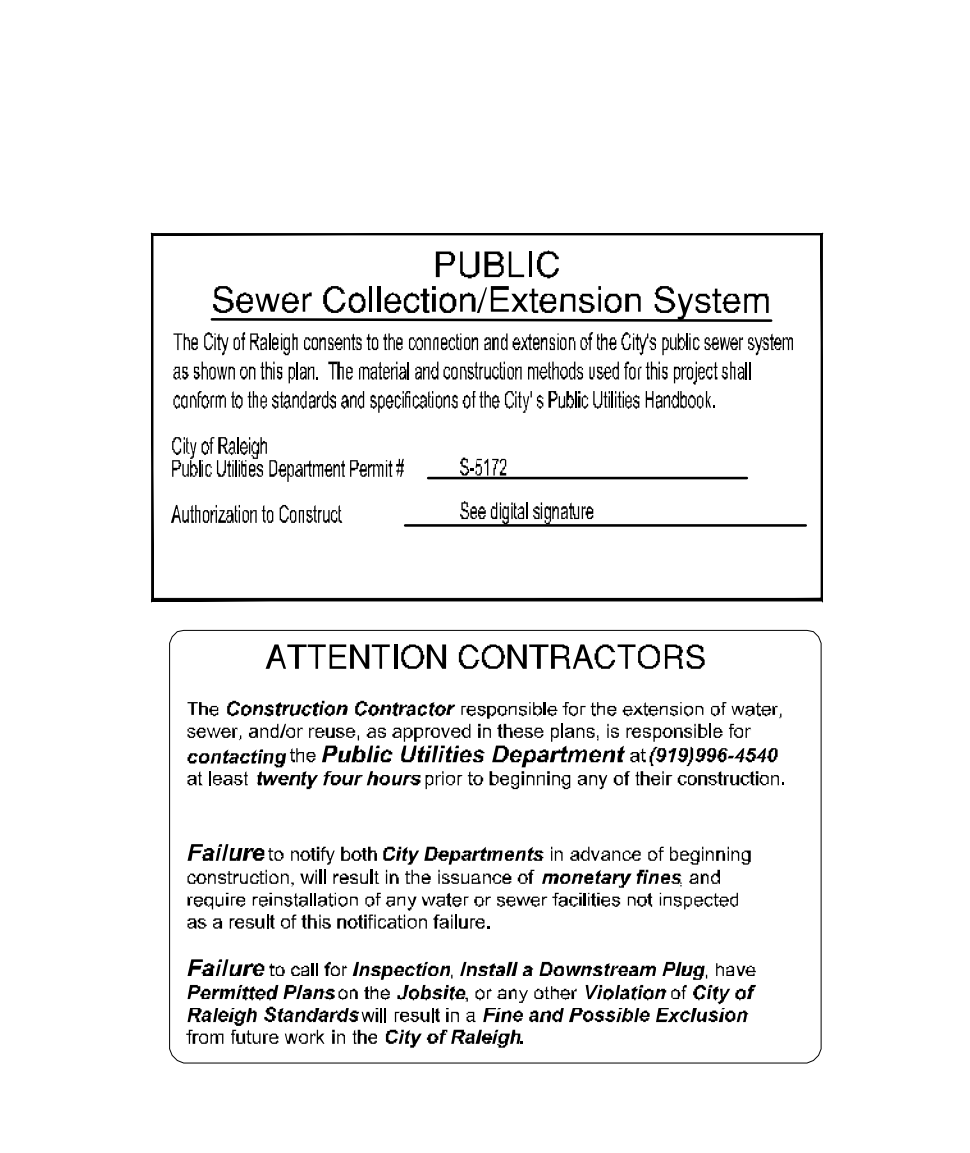 PUBLIC
Sewer Collection/Extension System
The City of Raleigh consents to the connection and extension of the City's public sewer system
as shown on this plan. The material and construction methods used for this project shall
conform to the standards and specifications of the City' s Public Utilities Handbook.
City of Raleigh
Public Utilities Department Permit # S-5172
Authorization to Construct See digital signature
ATTENTION CONTRACTORS
The Construction Contractor responsible for the extension of water,
sewer, and/or reuse, as approved in these plans, is responsible for
contacting the Public Utilities Department at (919)996-4540
at least twenty four hours prior to beginning any of their construction.
Failure to notify both City Departments in advance of beginning
construction, will result in the issuance of monetary fines, and
require reinstallation of any water or sewer facilities not inspected
as a result of this notification failure.
Failure to call for Inspection, Install a Downstream Plug, have
Permitted Plans on the Jobsite, or any other Violation of City of
Raleigh Standards will result in a Fine and Possible Exclusion
from future work in the City of Raleigh.